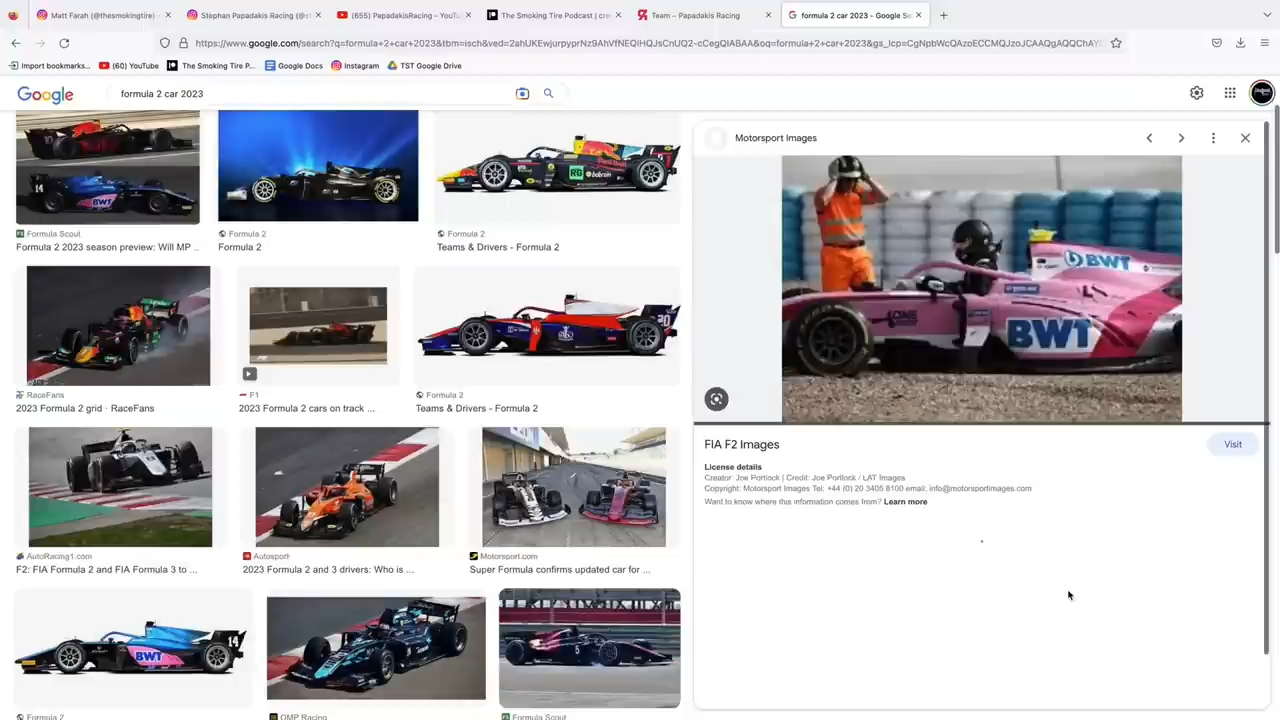 Matt Farah (@thesmokingtire) ·
Stephan Papadakis Racing (@st
(655) PapadakisRacing – YouTu
The Smoking Tire Podcast | cre
Team – Papadakis Racing
formula 2 car 2023 - Google Se
Import bookmarks...
(60) YouTube
The Smoking Tire P...
Google Docs
Instagram
TST Google Drive
Google
formula 2 car 2023
14
BWT
Formula Scout
Formula 2 2023 season preview: Will MP ..
Formula 2
Formula 2
Formula 2
Teams & Drivers - Formula 2
RaceFans
2023 Formula 2 grid · RaceFans
F1
2023 Formula 2 cars on track ...
20
Formula 2
Teams & Drivers - Formula 2
AutoRacing1.com
F2: FIA Formula 2 and FIA Formula 3 to ...
Autosport
2023 Formula 2 and 3 drivers: Who is ...
Motorsport.com
Super Formula confirms updated car for ...
14
BWT
Formula 2
OMP Racing
5
Formula Scout
Motorsport Images
BWT
BWT
FIA F2 Images
Visit
License details
Creator: Joe Portlock | Credit: Joe Portlock / LAT Images
Copyright: Motorsport Images Tel: +44 (0) 20 3405 8100 email: info@motorsportimages.com
Want to know where this information comes from? Learn more